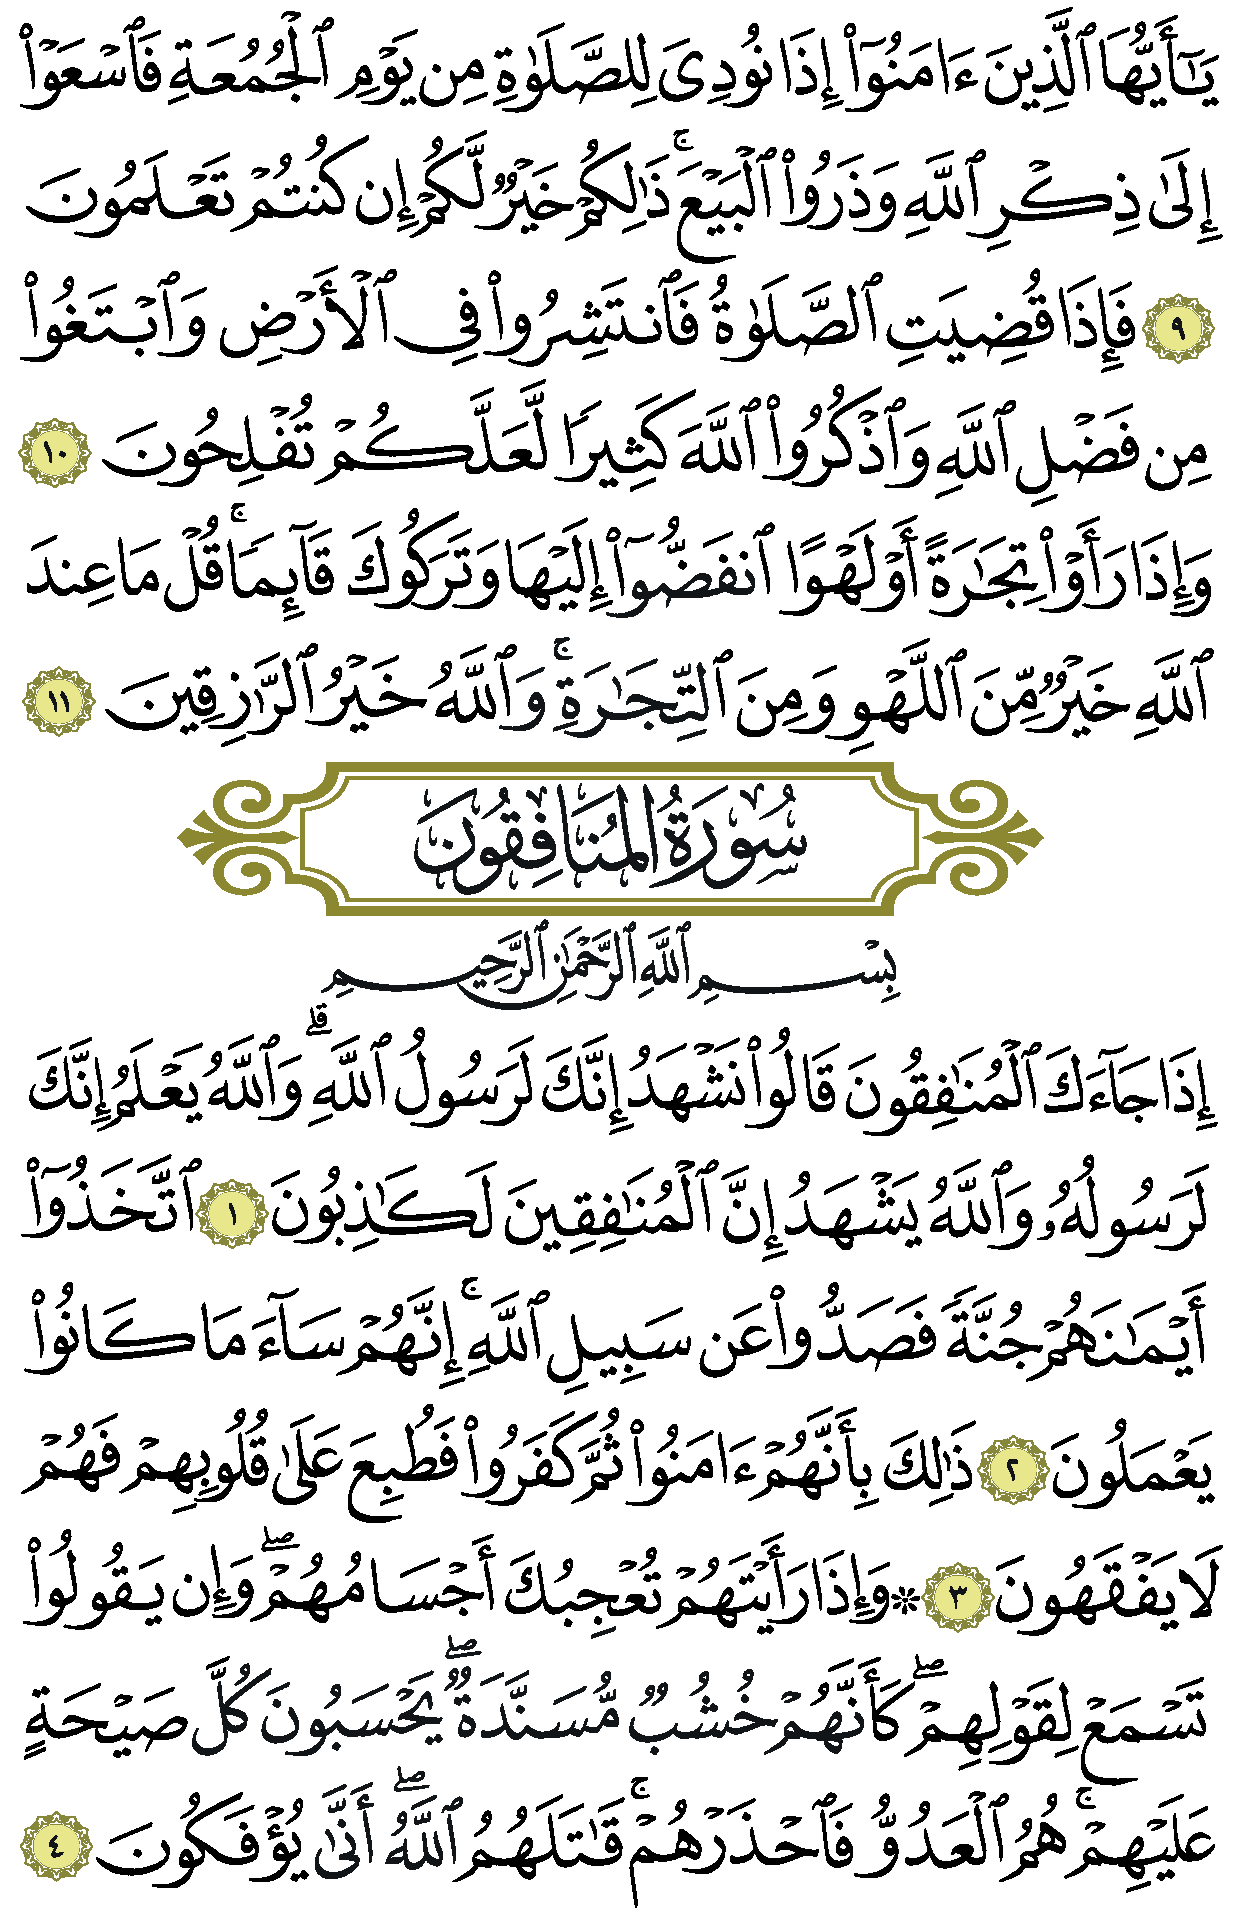 يَٰٓأَيُّهَا ٱلَّذِينَ ءَامَنُوٓا۟ إِذَا نُودِىَ لِلصَّلَوٰةِ مِن يَوْمِ ٱلْجُمُعَةِ فَٱسْعَوْا۟
إِلَىٰ ذِكْرِ ٱللَّهِ وَذَرُوا۟ ٱلْبَيْعَ ۚ ذَٰلِكُمْ خَيْرٌ لَّكُمْ إِن كُنتُمْ تَعْلَمُونَ
٩ فَإِذَا قُضِيَتِ ٱلصَّلَوٰةُ فَٱنتَشِرُوا۟ فِى ٱلْأَرْضِ وَٱبْتَغُوا۟
مِن فَضْلِ ٱللَّهِ وَٱذْكُرُوا۟ ٱللَّهَ كَثِيرًا لَّعَلَّكُمْ تُفْلِحُونَ ١٠
وَإِذَا رَأَوْا۟ تِجَٰرَةً أَوْ لَهْوًا ٱنفَضُّوٓا۟ إِلَيْهَا وَتَرَكُوكَ قَآئِمًا ۚ قُلْ مَا عِندَ
ٱللَّهِ خَيْرٌ مِّنَ ٱللَّهْوِ وَمِنَ ٱلتِّجَٰرَةِ ۚ وَٱللَّهُ خَيْرُ ٱلرَّٰزِقِينَ ١١
سُورَةُ المُنَافِقُونَ
بِسْمِ ٱللَّهِ ٱلرَّحْمَٰنِ ٱلرَّحِيمِ
إِذَا جَآءَكَ ٱلْمُنَٰفِقُونَ قَالُوا۟ نَشْهَدُ إِنَّكَ لَرَسُولُ ٱللَّهِ ۗ وَٱللَّهُ يَعْلَمُ إِنَّكَ
لَرَسُولُهُۥ وَٱللَّهُ يَشْهَدُ إِنَّ ٱلْمُنَٰفِقِينَ لَكَٰذِبُونَ ١ ٱتَّخَذُوٓا۟
أَيْمَٰنَهُمْ جُنَّةً فَصَدُّوا۟ عَن سَبِيلِ ٱللَّهِ ۚ إِنَّهُمْ سَآءَ مَا كَانُوا۟
يَعْمَلُونَ ٢ ذَٰلِكَ بِأَنَّهُمْ ءَامَنُوا۟ ثُمَّ كَفَرُوا۟ فَطُبِعَ عَلَىٰ قُلُوبِهِمْ فَهُمْ
لَا يَفْقَهُونَ ٣ * وَإِذَا رَأَيْتَهُمْ تُعْجِبُكَ أَجْسَامُهُمْ ۖ وَإِن يَقُولُوا۟
تَسْمَعْ لِقَوْلِهِمْ ۖ كَأَنَّهُمْ خُشُبٌ مُّسَنَّدَةٌ ۖ يَحْسَبُونَ كُلَّ صَيْحَةٍ
عَلَيْهِمْ ۚ هُمُ ٱلْعَدُوُّ فَٱحْذَرْهُمْ ۚ قَٰتَلَهُمُ ٱللَّهُ ۖ أَنَّىٰ يُؤْفَكُونَ ٤